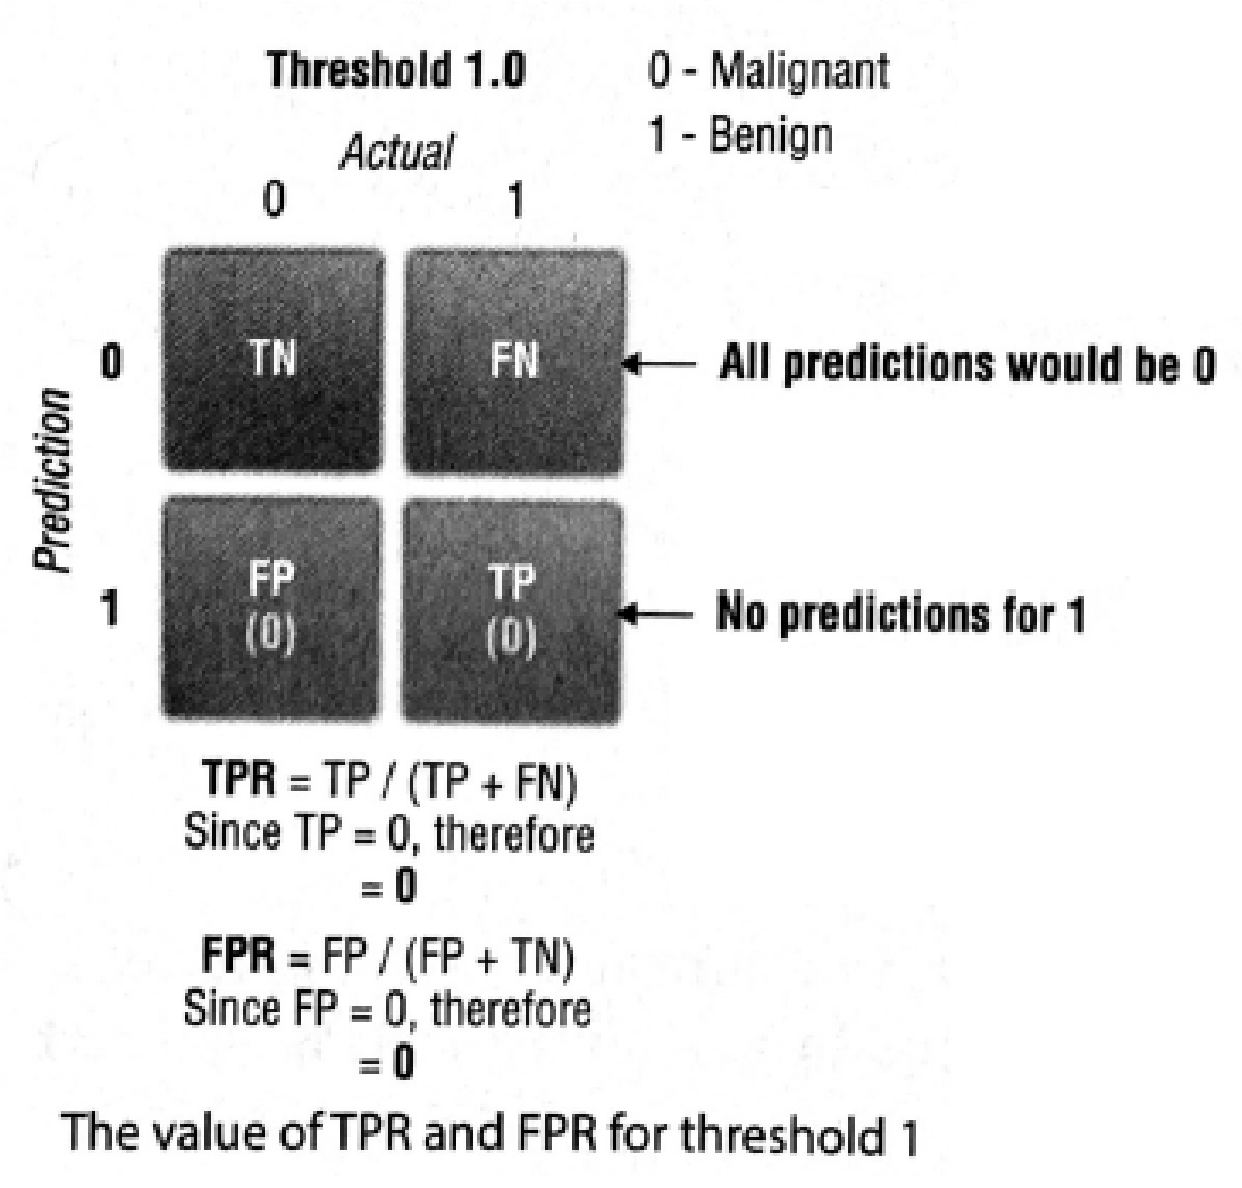 Threshold 1.0
0 - Malignant
1 - Benign
Actual
0 1
Prediction
0 TN FN All predictions would be 0
1 FP TP No predictions for 1
(0) (0)
TPR = TP / (TP + FN)
Since TP = 0, therefore
= 0
FPR = FP / (FP + TN)
Since FP = 0, therefore
= 0
The value of TPR and FPR for threshold 1